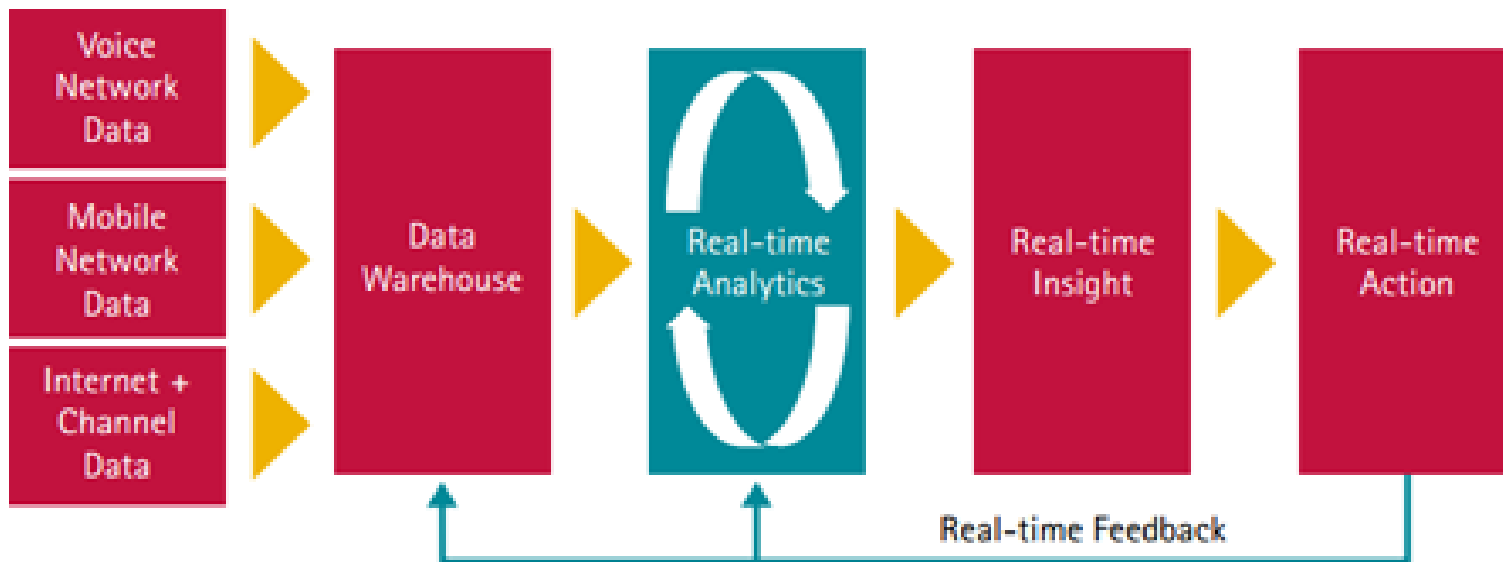 Voice
Network
Data
Mobile
Network
Data
Internet +
Channel
Data
Data
Warehouse
Real-time
Analytics
Real-time
Insight
Real-time
Action
Real-time Feedback